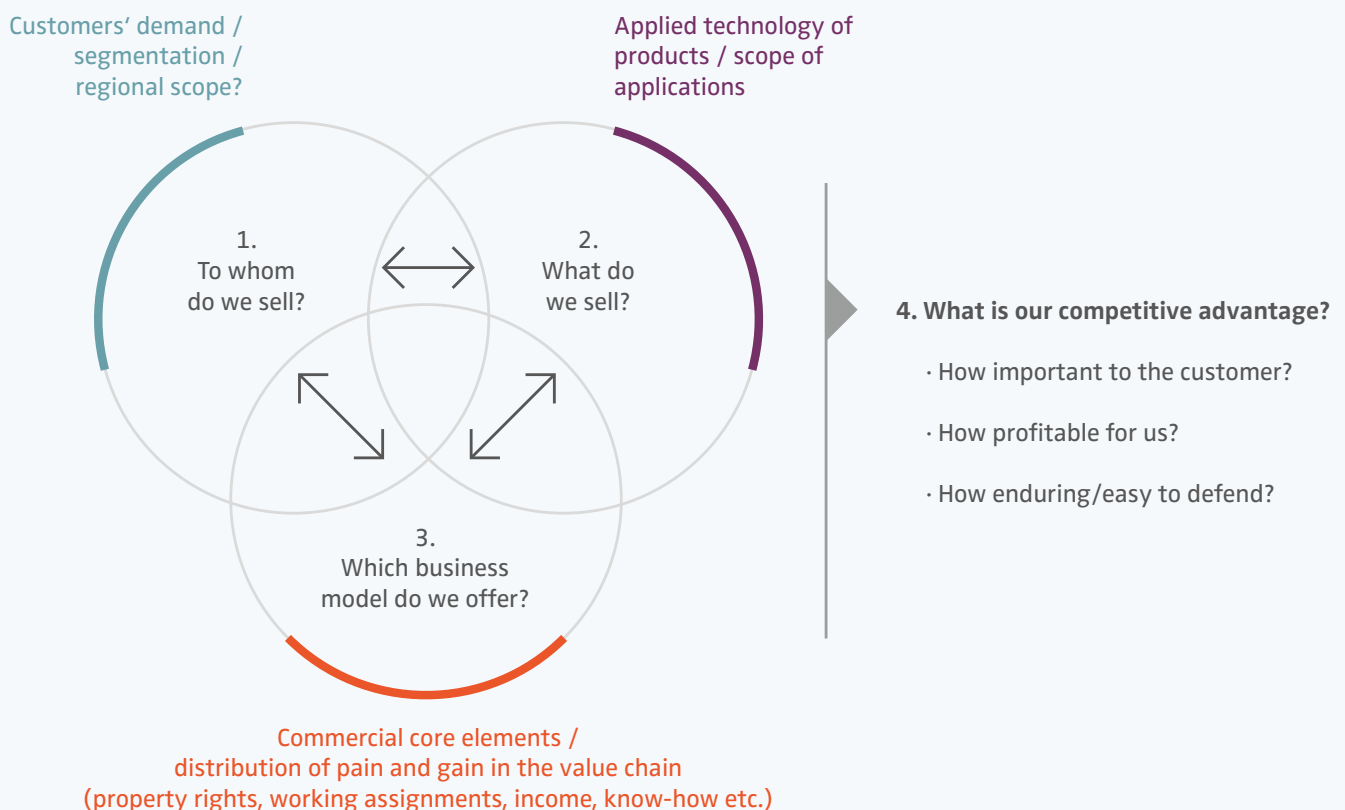 Customers‘ demand /
segmentation /
regional scope?
Applied technology of
products / scope of
applications
1.
To whom
do we sell?
2.
What do
we sell?
3.
Which business
model do we offer?
4. What is our competitive advantage?
· How important to the customer?
· How profitable for us?
· How enduring/easy to defend?
Commercial core elements /
distribution of pain and gain in the value chain
(property rights, working assignments, income, know-how etc.)